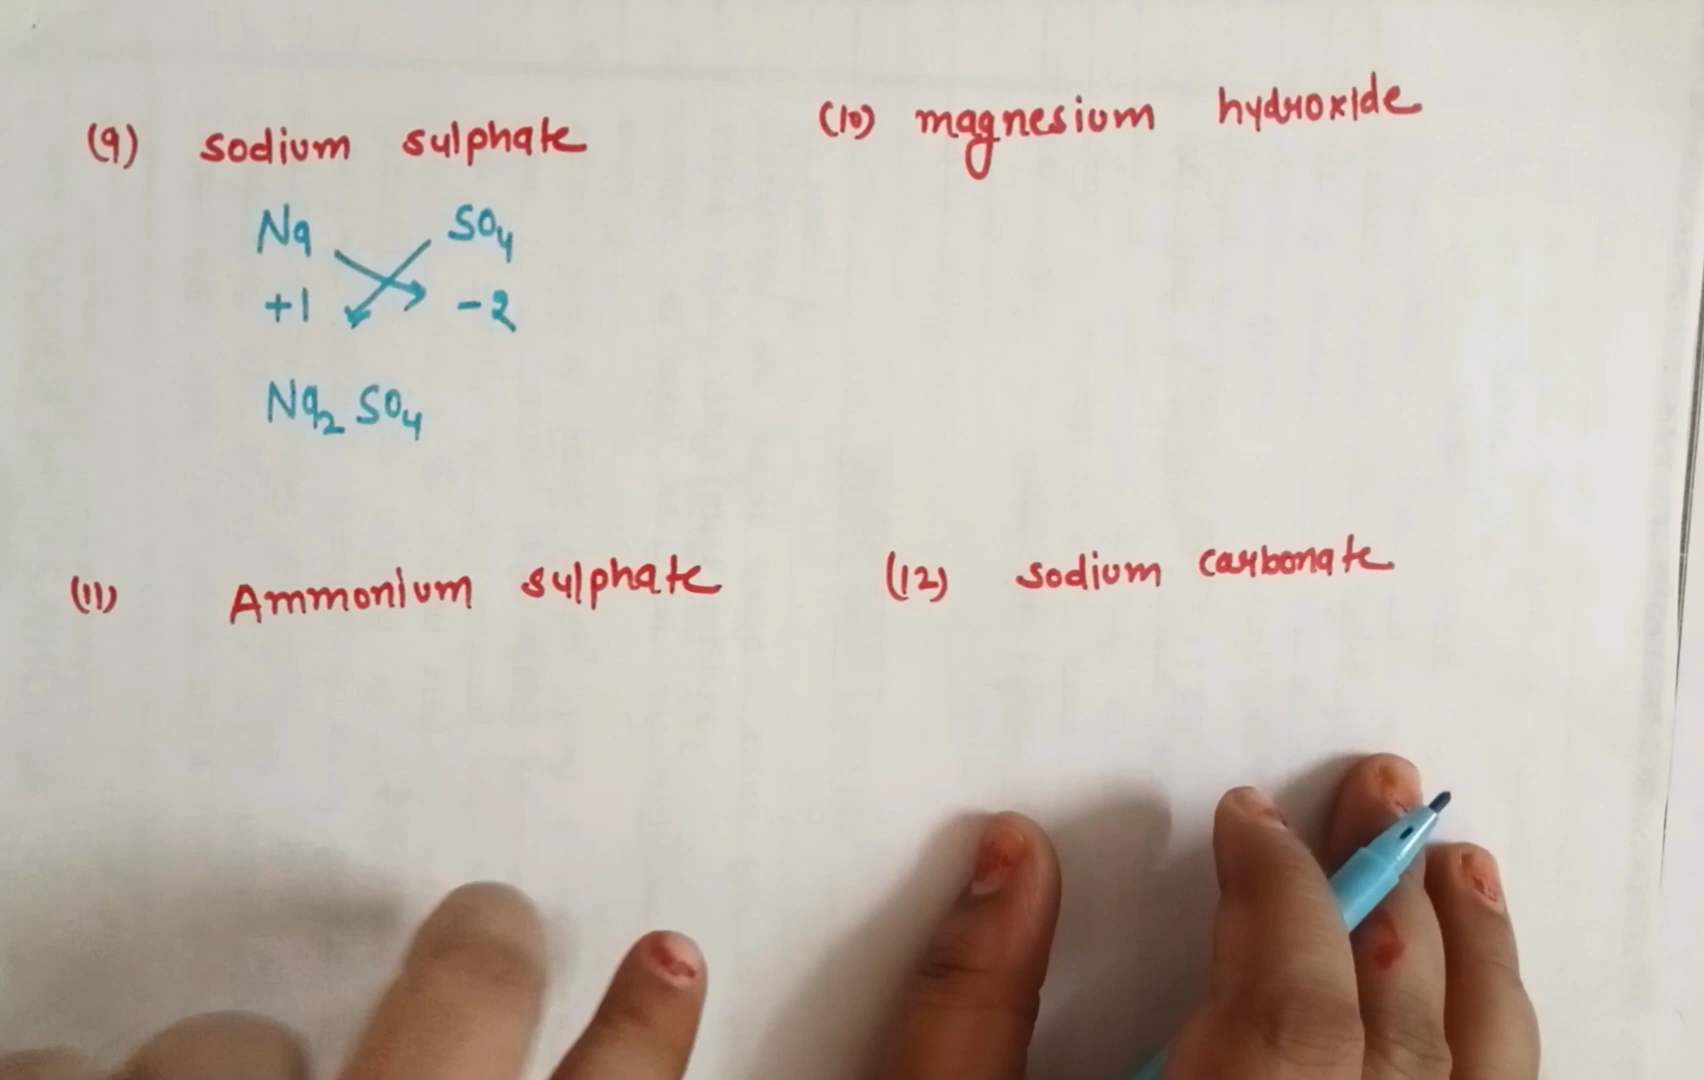 (9) sodium sulphate
Na SO4
+1 -2
Na2 SO4
(10) magnesium hydroxide
(11) Ammonium sulphate
(12) sodium carbonate